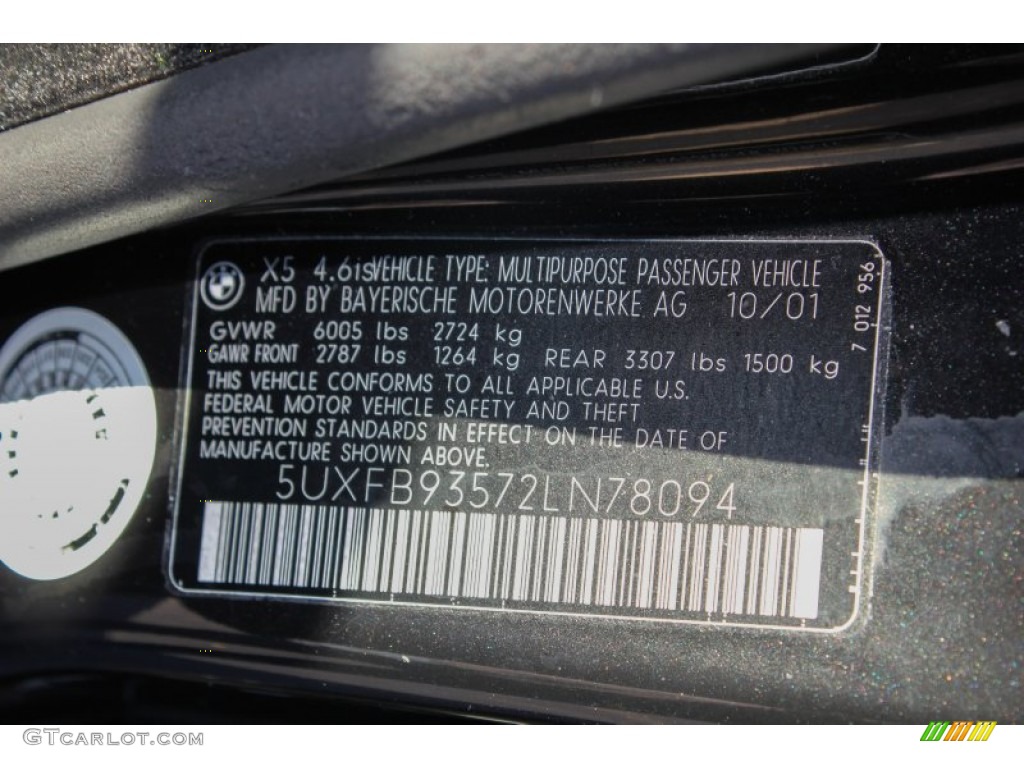 X5 4.6is VEHICLE TYPE: MULTIPURPOSE PASSENGER VEHICLE
MFD BY BAYERISCHE MOTORENWERKE AG 10/01
GVWR 6005 lbs 2724 kg
GAWR FRONT 2787 lbs 1264 kg REAR 3307 lbs 1500 kg
THIS VEHICLE CONFORMS TO ALL APPLICABLE U.S.
FEDERAL MOTOR VEHICLE SAFETY AND THEFT
PREVENTION STANDARDS IN EFFECT ON THE DATE OF
MANUFACTURE SHOWN ABOVE.
5UXFB93572LN78094
7 012 956
GTCarLot.com